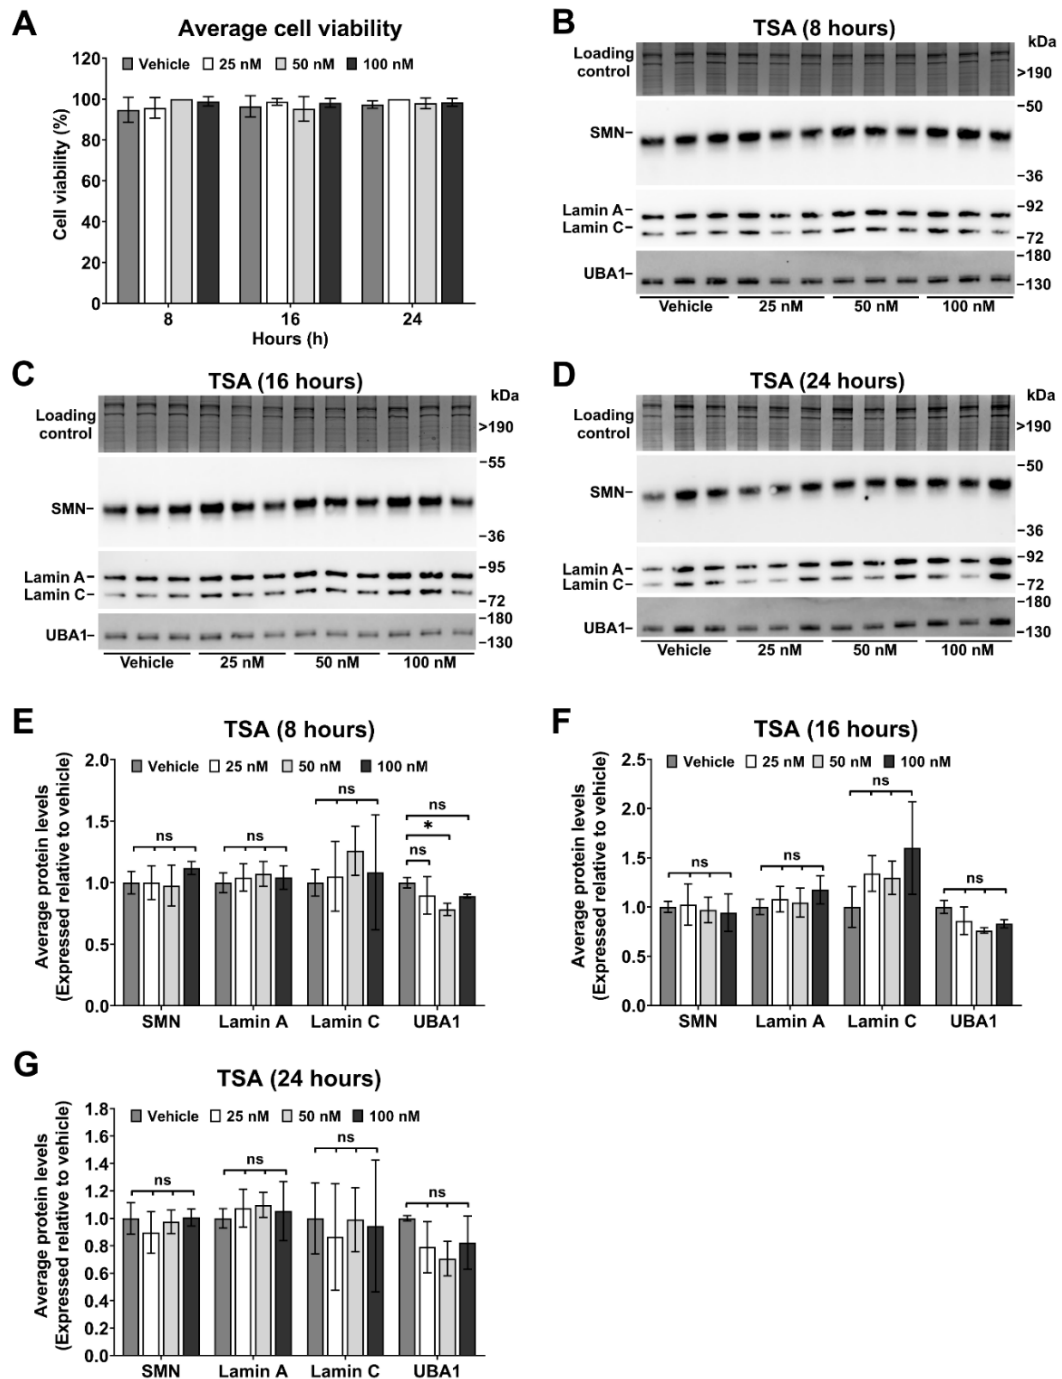 A
Average cell viability
Vehicle 25 nM 50 nM 100 nM
Cell viability (%)
120
100
80
60
40
20
0
8 16 24
Hours (h)
B
TSA (8 hours)
kDa
Loading
control
>190
SMN–
–50
–36
Lamin A–
Lamin C–
–92
–72
UBA1–
–180
–130
Vehicle 25 nM 50 nM 100 nM
C
TSA (16 hours)
kDa
Loading
control
>190
SMN–
–55
–36
Lamin A–
Lamin C–
–95
–72
UBA1–
–180
–130
Vehicle 25 nM 50 nM 100 nM
D
TSA (24 hours)
kDa
Loading
control
>190
SMN–
–50
–36
Lamin A–
Lamin C–
–92
–72
UBA1–
–180
–130
Vehicle 25 nM 50 nM 100 nM
E
TSA (8 hours)
Vehicle 25 nM 50 nM 100 nM
Average protein levels
(Expressed relative to vehicle)
2.0
1.5
1.0
0.5
0.0
ns
ns
ns
ns
*
ns
SMN Lamin A Lamin C UBA1
F
TSA (16 hours)
Vehicle 25 nM 50 nM 100 nM
Average protein levels
(Expressed relative to vehicle)
2.5
2.0
1.5
1.0
0.5
0.0
ns
ns
ns
ns
SMN Lamin A Lamin C UBA1
G
TSA (24 hours)
Vehicle 25 nM 50 nM 100 nM
Average protein levels
(Expressed relative to vehicle)
1.8
1.6
1.4
1.2
1.0
0.8
0.6
0.4
0.2
0.0
ns
ns
ns
ns
SMN Lamin A Lamin C UBA1